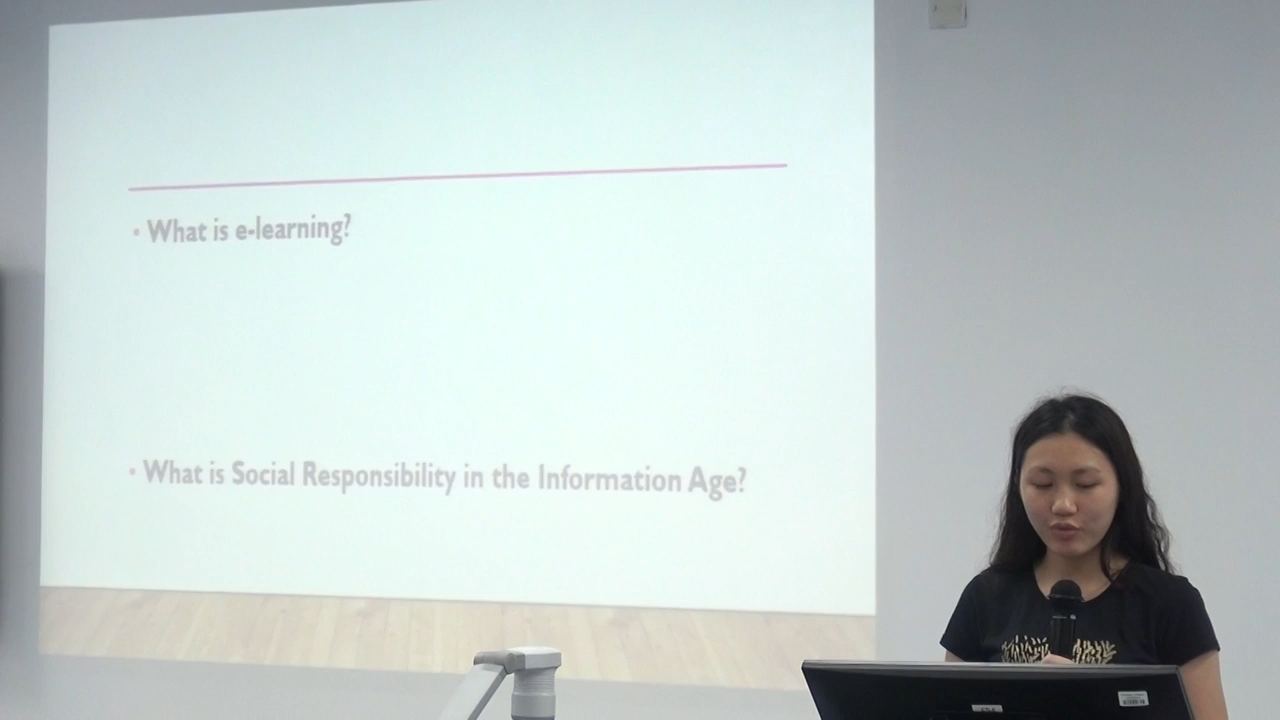 • What is e-learning?
• What is Social Responsibility in the Information Age?